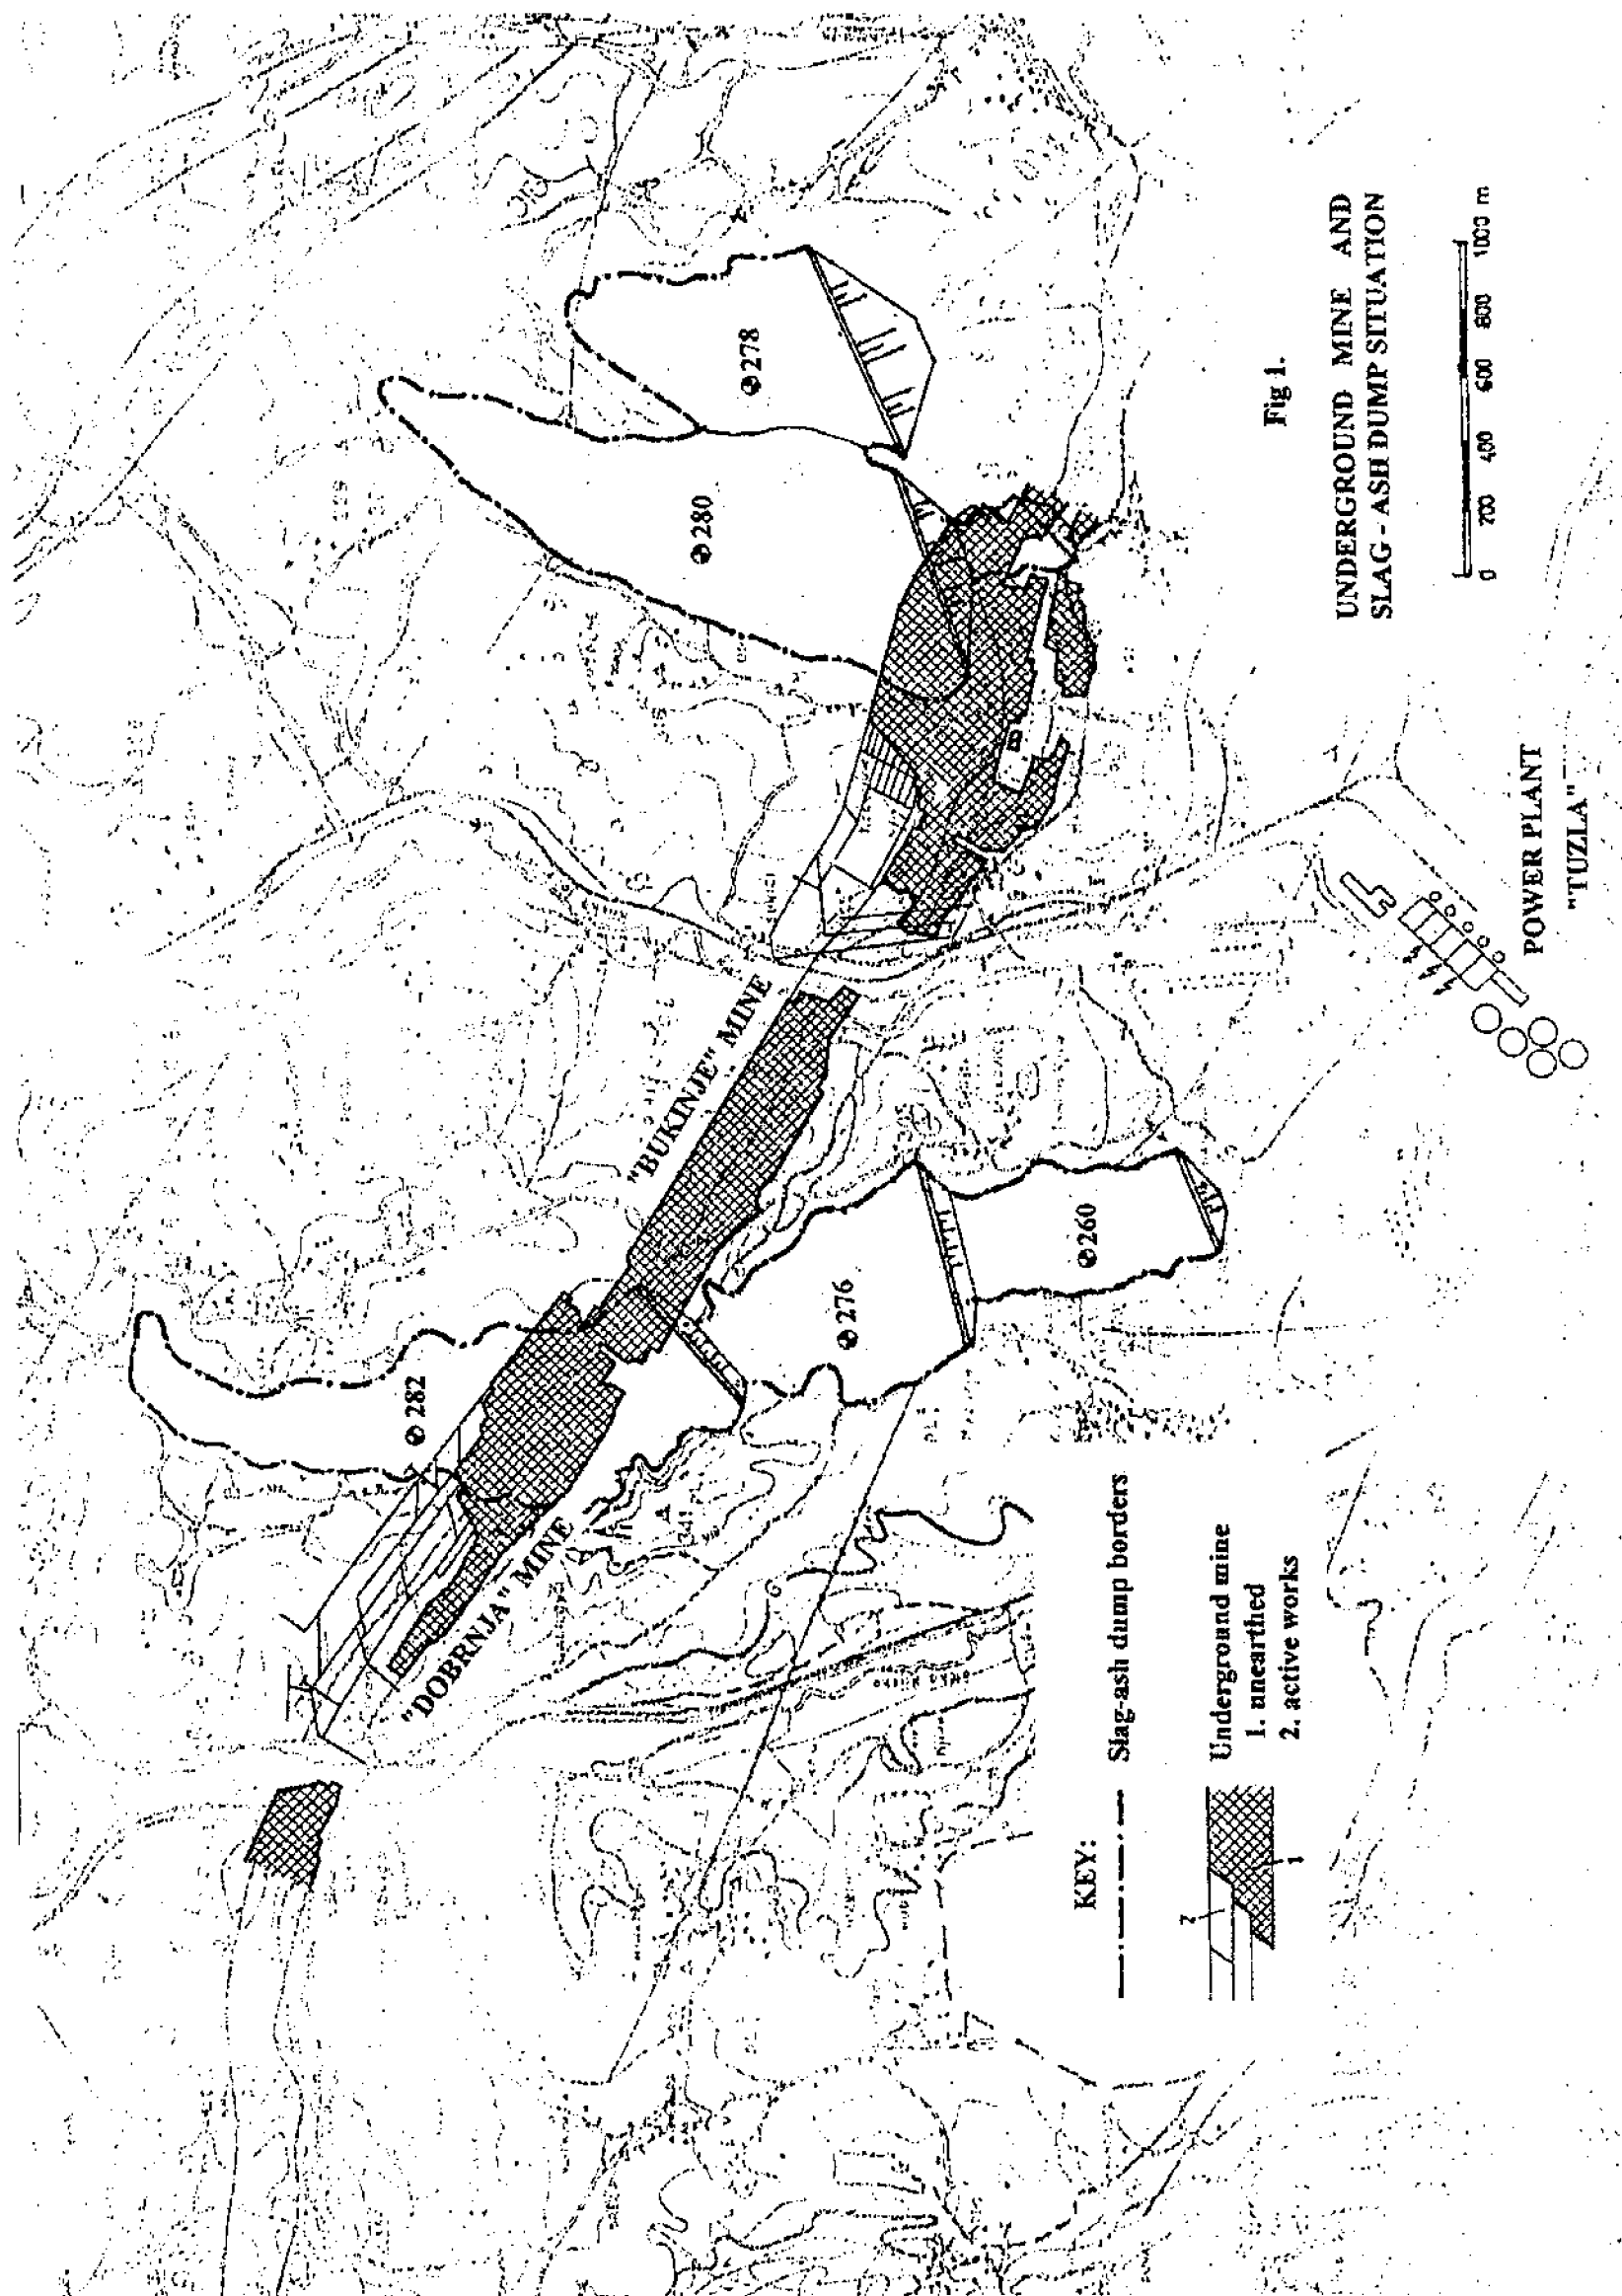 282
"DOBRNJA" MINE
"BUKINJE" MINE
276
260
280
278
KEY:
Slag-ash dump borders
Underground mine
1. unearthed
2. active works
2
1
POWER PLANT
"TUZLA"
Fig 1.
UNDERGROUND MINE AND
SLAG - ASH DUMP SITUATION
0 200 400 600 800 1000 m